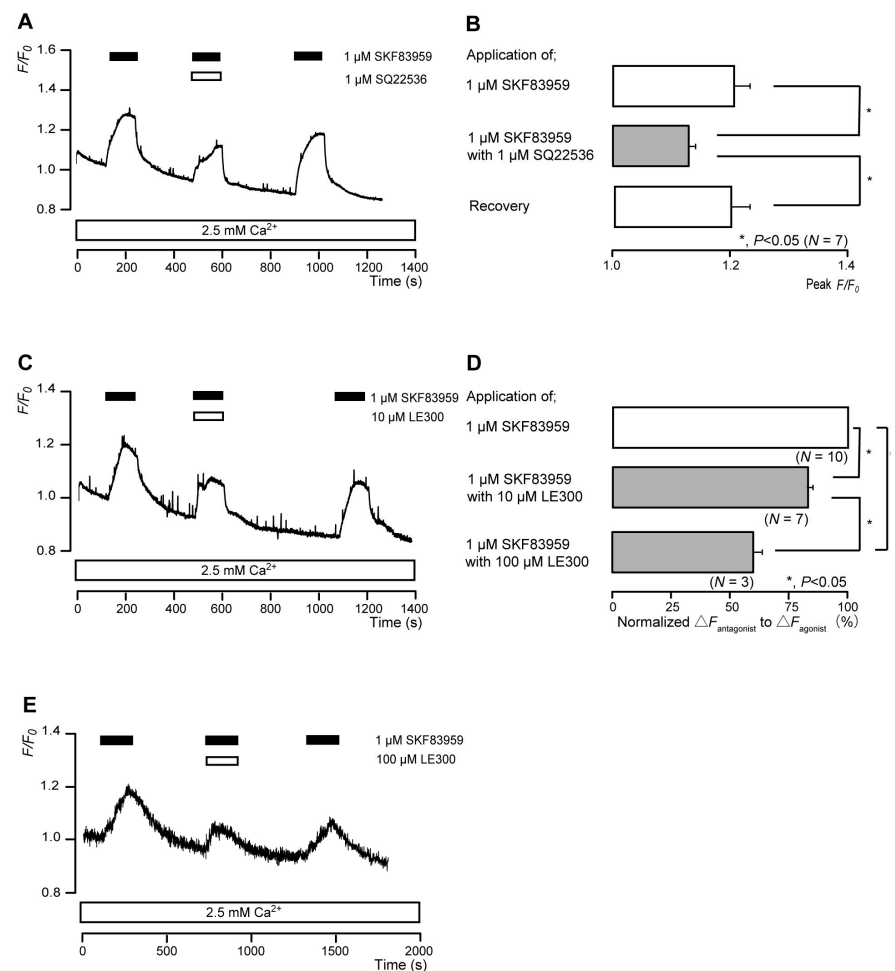 A
F/F0
1.6
1.4
1.2
1.0
0.8
1 μM SKF83959
1 μM SQ22536
2.5 mM Ca2+
0 200 400 600 800 1000 1200 1400
Time (s)
B
Application of;
1 μM SKF83959
1 μM SKF83959
with 1 μM SQ22536
Recovery
*
*
*, P<0.05 (N = 7)
1.0 1.2 1.4
Peak F/F0
C
F/F0
1.4
1.2
1.0
0.8
1 μM SKF83959
10 μM LE300
2.5 mM Ca2+
0 200 400 600 800 1000 1200 1400
Time (s)
D
Application of;
1 μM SKF83959
(N = 10)
1 μM SKF83959
with 10 μM LE300
(N = 7)
1 μM SKF83959
with 100 μM LE300
(N = 3)
*
*
*, P<0.05
0 25 50 75 100
Normalized △Fantagonist to △Fagonist (%)
E
F/F0
1.4
1.2
1.0
0.8
1 μM SKF83959
100 μM LE300
2.5 mM Ca2+
0 500 1000 1500 2000
Time (s)